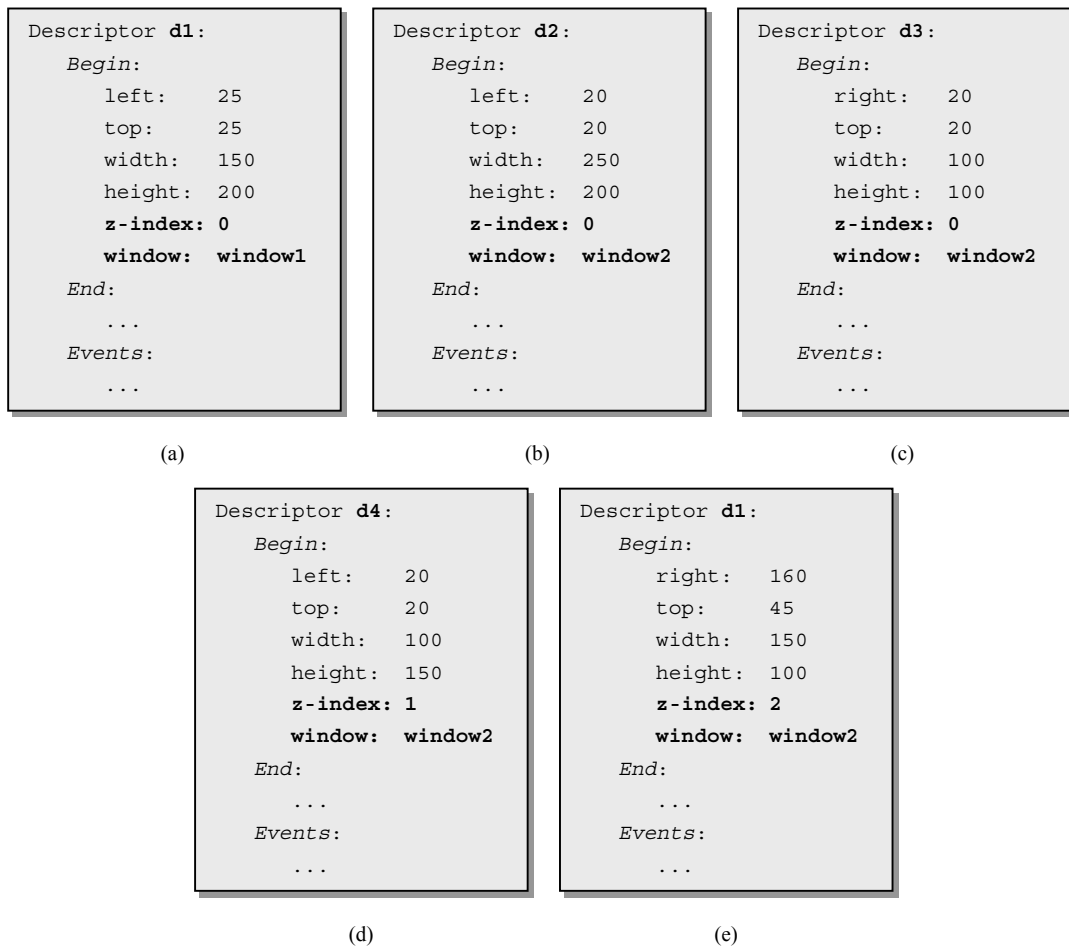 Descriptor d1:
Begin:
left: 25
top: 25
width: 150
height: 200
z-index: 0
window: window1
End:
...
Events:
...
(a)
Descriptor d2:
Begin:
left: 20
top: 20
width: 250
height: 200
z-index: 0
window: window2
End:
...
Events:
...
(b)
Descriptor d3:
Begin:
right: 20
top: 20
width: 100
height: 100
z-index: 0
window: window2
End:
...
Events:
...
(c)
Descriptor d4:
Begin:
left: 20
top: 20
width: 100
height: 150
z-index: 1
window: window2
End:
...
Events:
...
(d)
Descriptor d1:
Begin:
right: 160
top: 45
width: 150
height: 100
z-index: 2
window: window2
End:
...
Events:
...
(e)